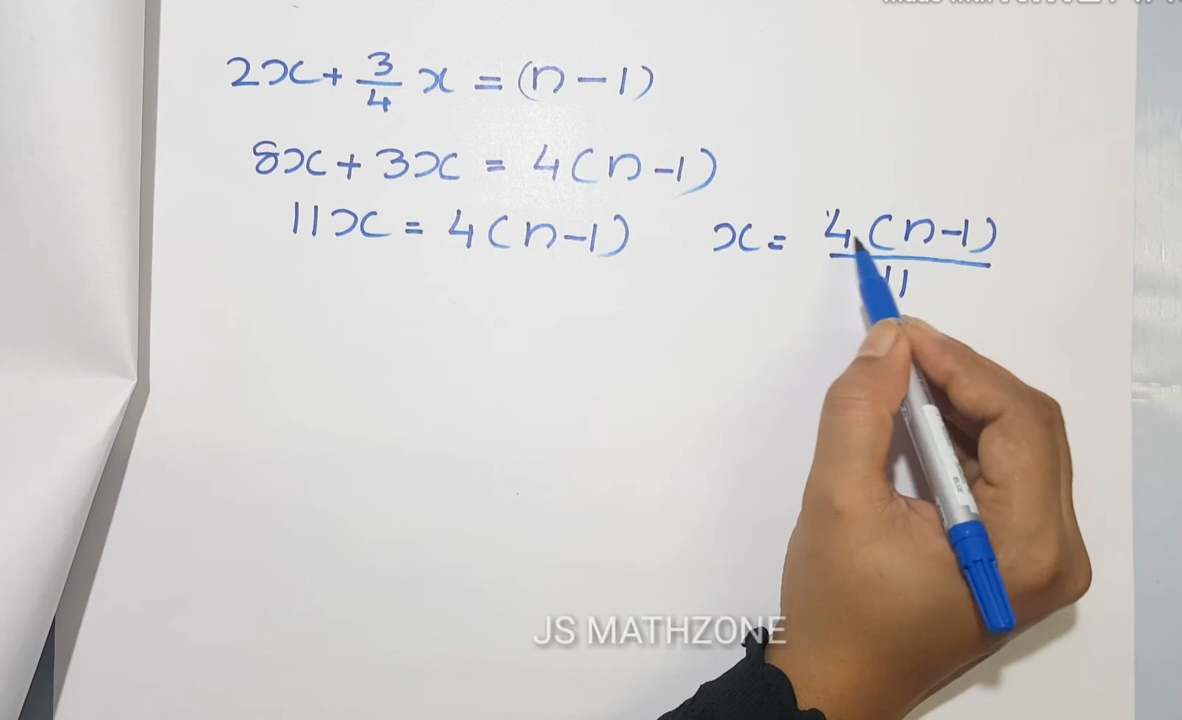 2x + 3/4 x = (n - 1)
8x + 3x = 4(n-1)
11x = 4(n-1) x = 4(n-1)/11
JS MATHZONE